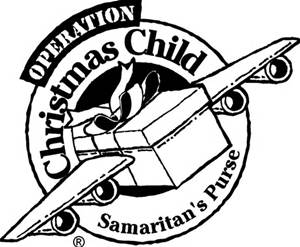 OPERATION
Christmas Child
Samaritan's Purse
®